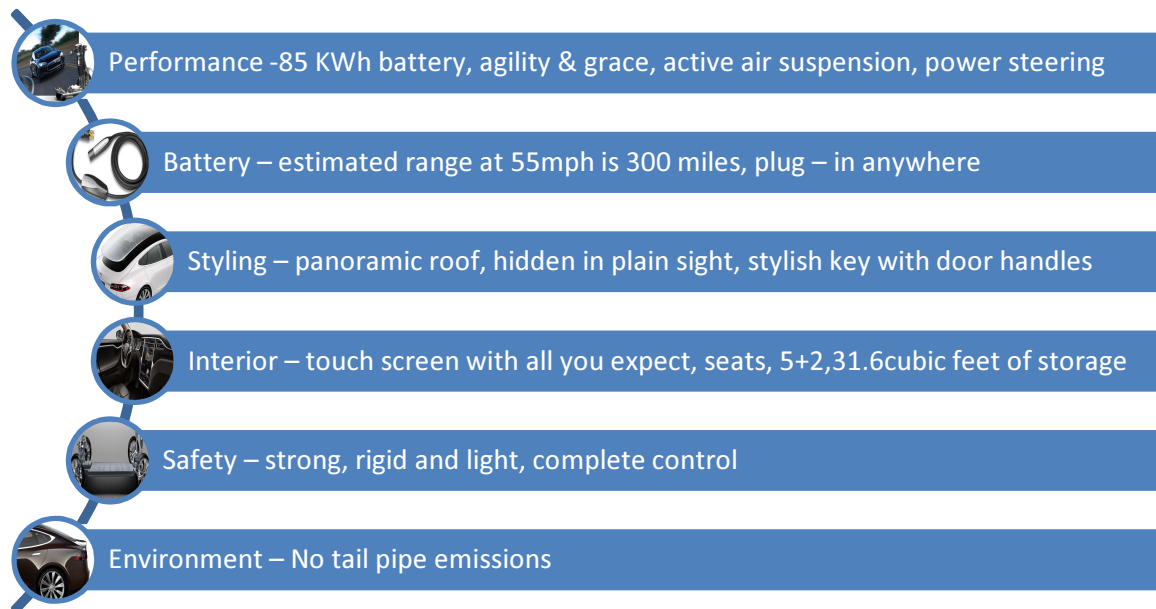 Performance -85 KWh battery, agility & grace, active air suspension, power steering
Battery – estimated range at 55mph is 300 miles, plug – in anywhere
Styling – panoramic roof, hidden in plain sight, stylish key with door handles
Interior – touch screen with all you expect, seats, 5+2,31.6cubic feet of storage
Safety – strong, rigid and light, complete control
Environment – No tail pipe emissions